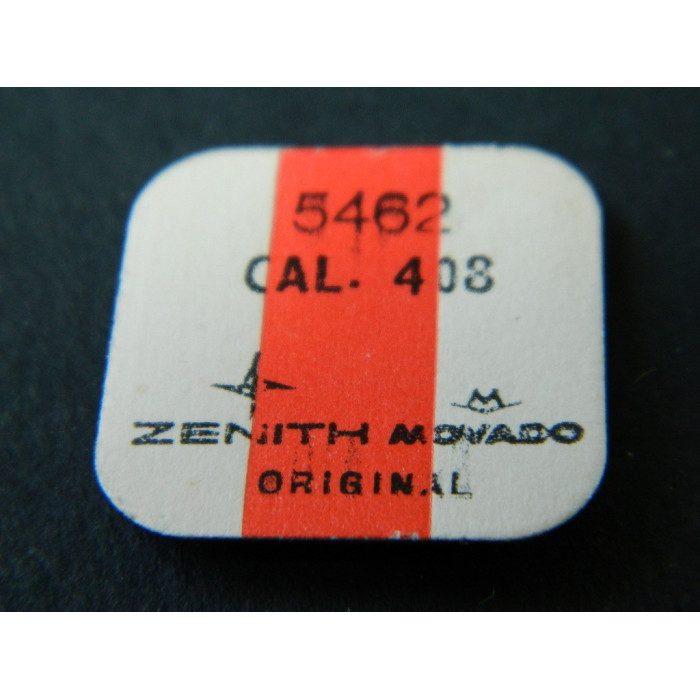 5462
CAL. 408
ZENITH MOVADO
ORIGINAL